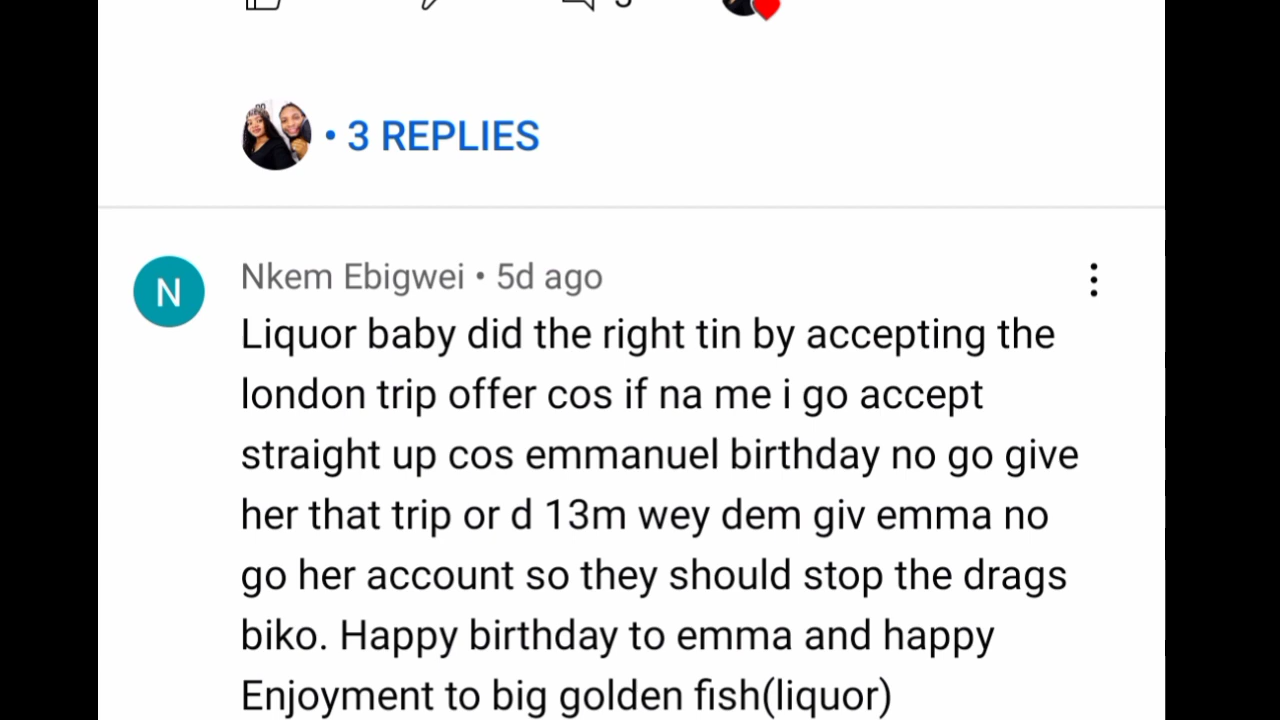 • 3 REPLIES
N
Nkem Ebigwei • 5d ago
Liquor baby did the right tin by accepting the
london trip offer cos if na me i go accept
straight up cos emmanuel birthday no go give
her that trip or d 13m wey dem giv emma no
go her account so they should stop the drags
biko. Happy birthday to emma and happy
Enjoyment to big golden fish(liquor)